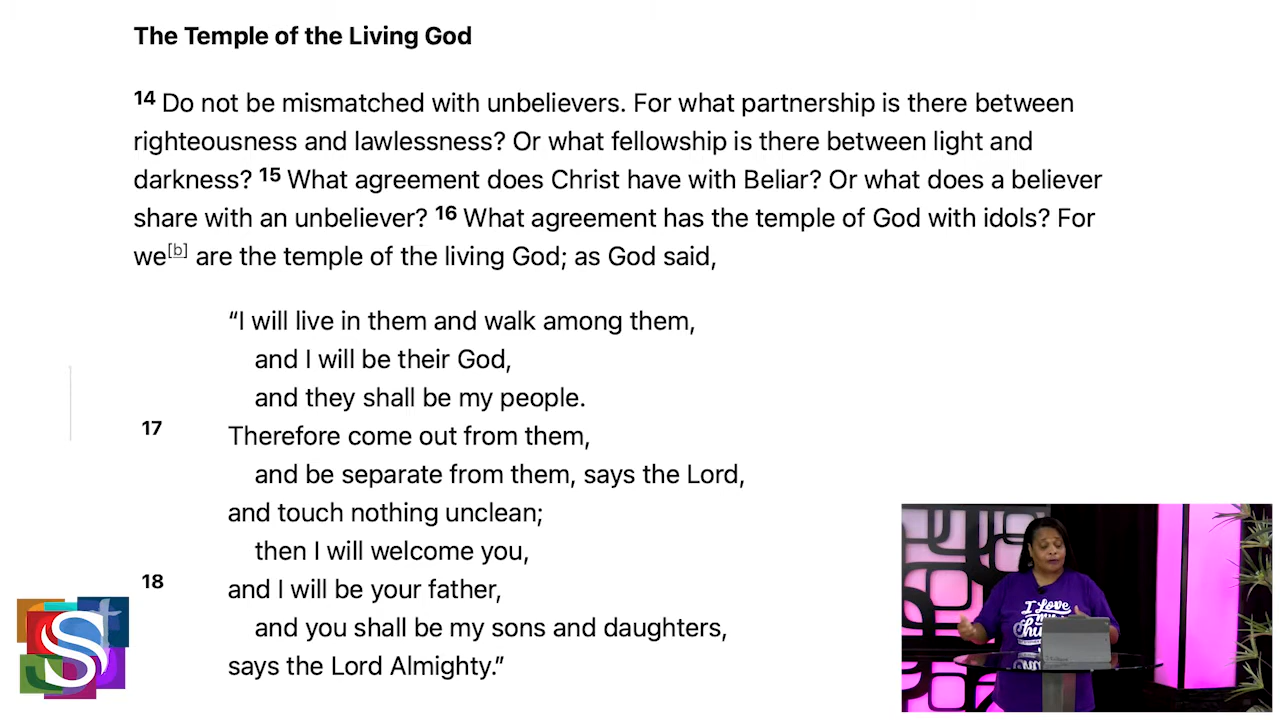 The Temple of the Living God
14 Do not be mismatched with unbelievers. For what partnership is there between
righteousness and lawlessness? Or what fellowship is there between light and
darkness? 15 What agreement does Christ have with Beliar? Or what does a believer
share with an unbeliever? 16 What agreement has the temple of God with idols? For
we[b] are the temple of the living God; as God said,
“I will live in them and walk among them,
and I will be their God,
and they shall be my people.
17 Therefore come out from them,
and be separate from them, says the Lord,
and touch nothing unclean;
then I will welcome you,
18 and I will be your father,
and you shall be my sons and daughters,
says the Lord Almighty.”
S
I Love